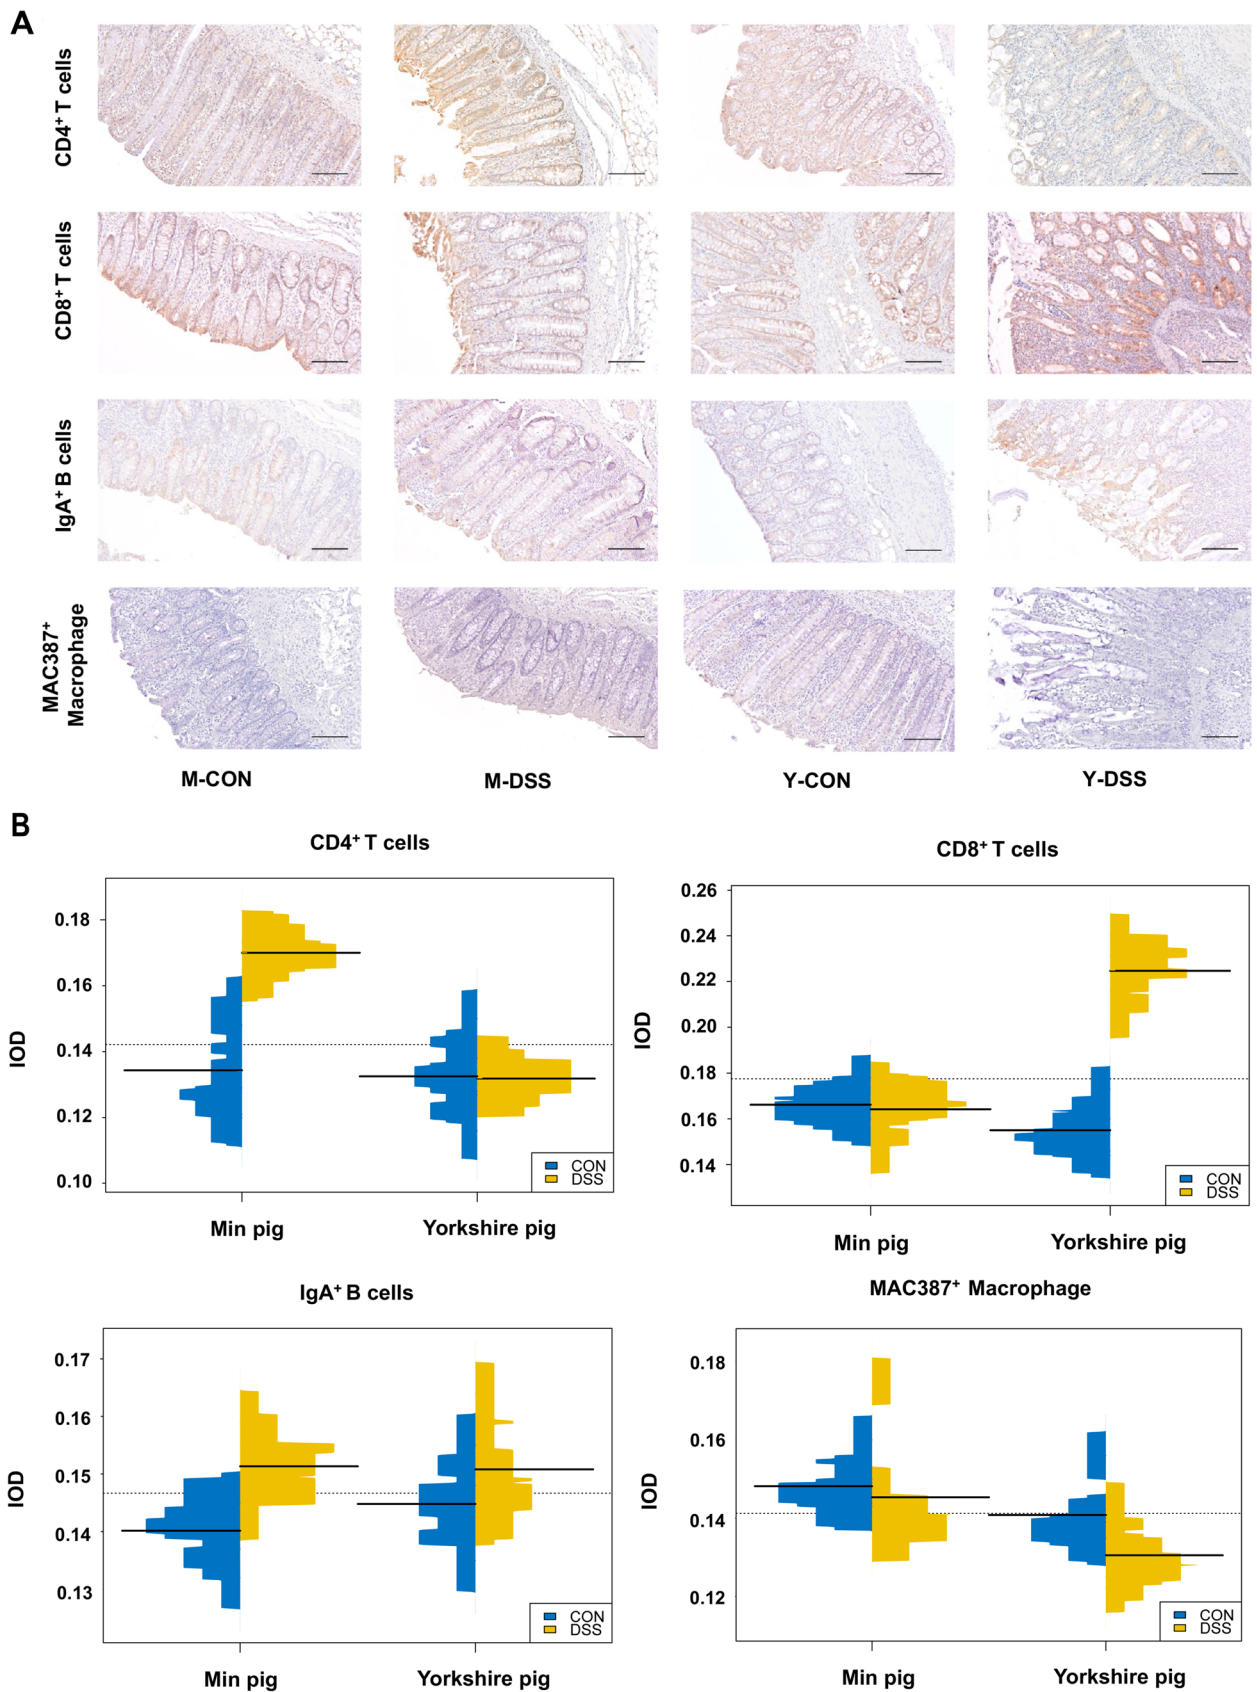 A
CD4+ T cells
CD8+ T cells
IgA+ B cells
MAC387+
Macrophage
M-CON M-DSS Y-CON Y-DSS
B
CD4+ T cells
IOD
0.18
0.16
0.14
0.12
0.10
CON
DSS
Min pig Yorkshire pig
CD8+ T cells
IOD
0.26
0.24
0.22
0.20
0.18
0.16
0.14
CON
DSS
Min pig Yorkshire pig
IgA+ B cells
IOD
0.17
0.16
0.15
0.14
0.13
CON
DSS
Min pig Yorkshire pig
MAC387+ Macrophage
IOD
0.18
0.16
0.14
0.12
CON
DSS
Min pig Yorkshire pig